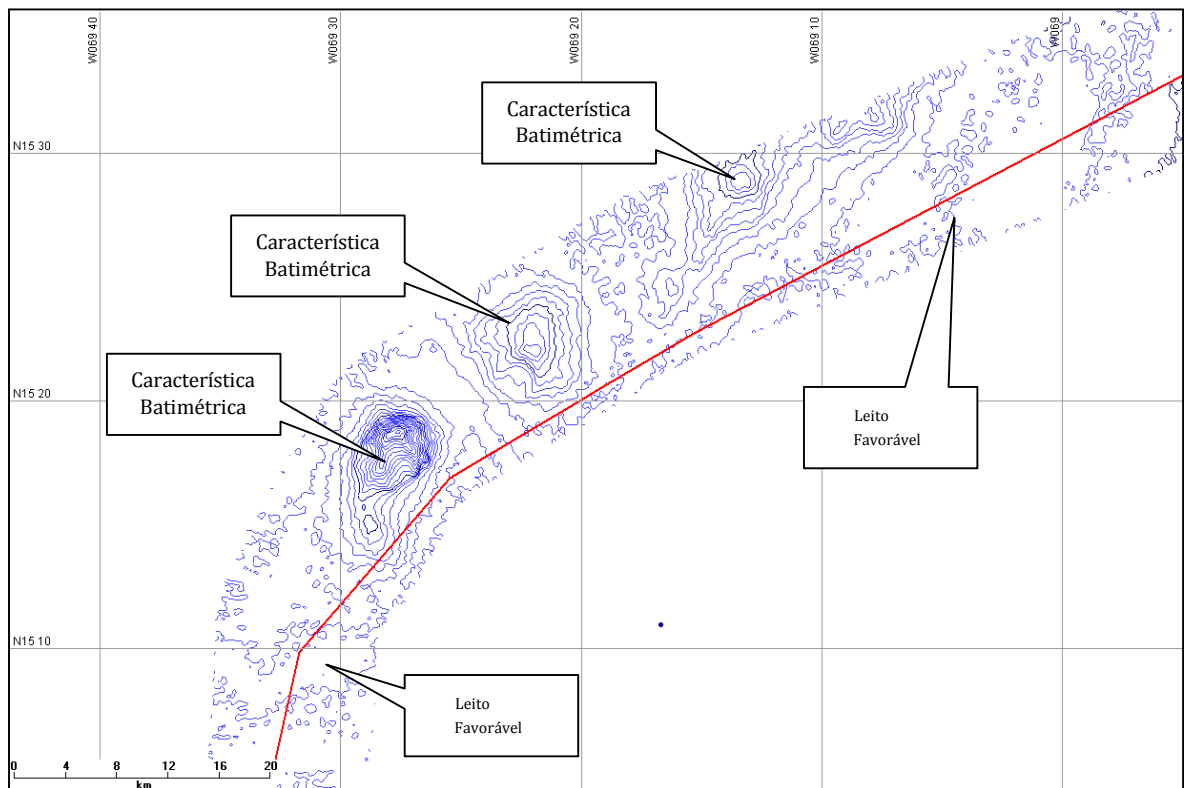 W069 40
W069 30
W069 20
W069 10
W069
Característica
Batimétrica
N15 30
Característica
Batimétrica
Característica
Batimétrica
N15 20
Leito
Favorável
N15 10
Leito
Favorável
0 4 8 12 16 20
km